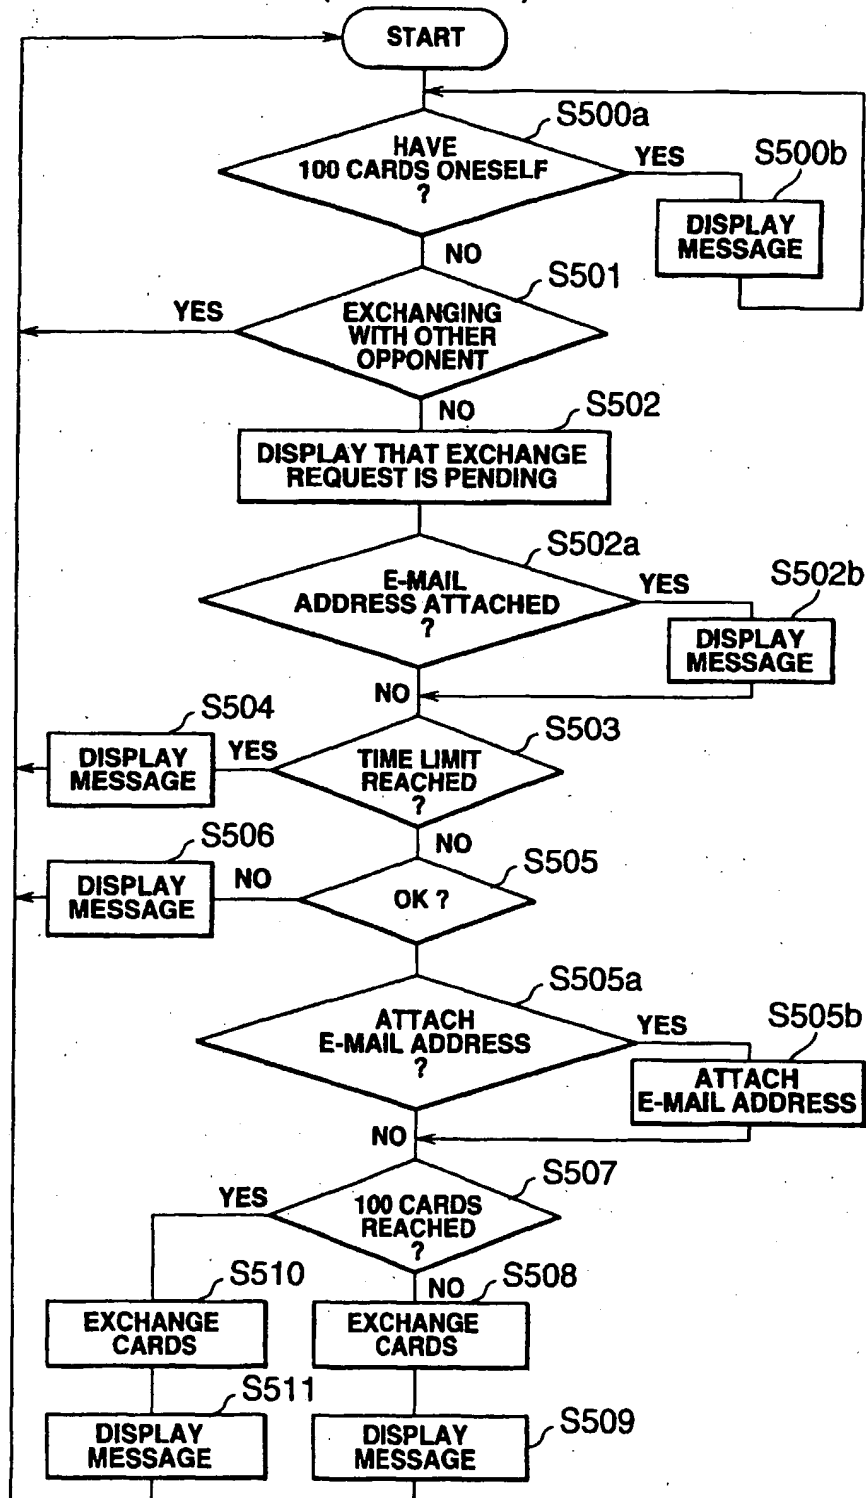 START
S500a
HAVE
100 CARDS ONESELF
?
YES
S500b
DISPLAY
MESSAGE
NO
S501
YES
EXCHANGING
WITH OTHER
OPPONENT
NO
S502
DISPLAY THAT EXCHANGE
REQUEST IS PENDING
S502a
E-MAIL
ADDRESS ATTACHED
?
YES
S502b
DISPLAY
MESSAGE
NO
S504
DISPLAY
MESSAGE
YES
S503
TIME LIMIT
REACHED
?
NO
S506
DISPLAY
MESSAGE
NO
S505
OK ?
S505a
ATTACH
E-MAIL ADDRESS
?
YES
S505b
ATTACH
E-MAIL ADDRESS
NO
S507
YES
100 CARDS
REACHED
?
S510
EXCHANGE
CARDS
NO
S508
EXCHANGE
CARDS
S511
DISPLAY
MESSAGE
S509
DISPLAY
MESSAGE